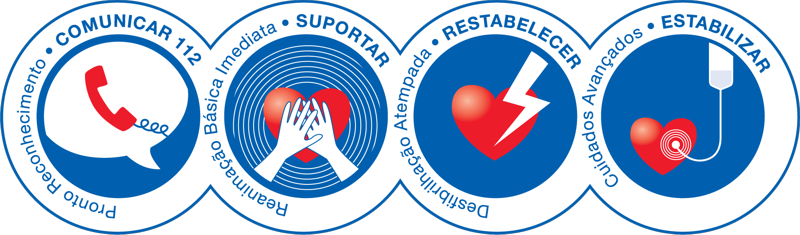 Pronto Reconhecimento • COMUNICAR 112
Reanimação Básica Imediata • SUPORTAR
Desfibrilhação Atempada • RESTABELECER
Cuidados Avançados • ESTABILIZAR